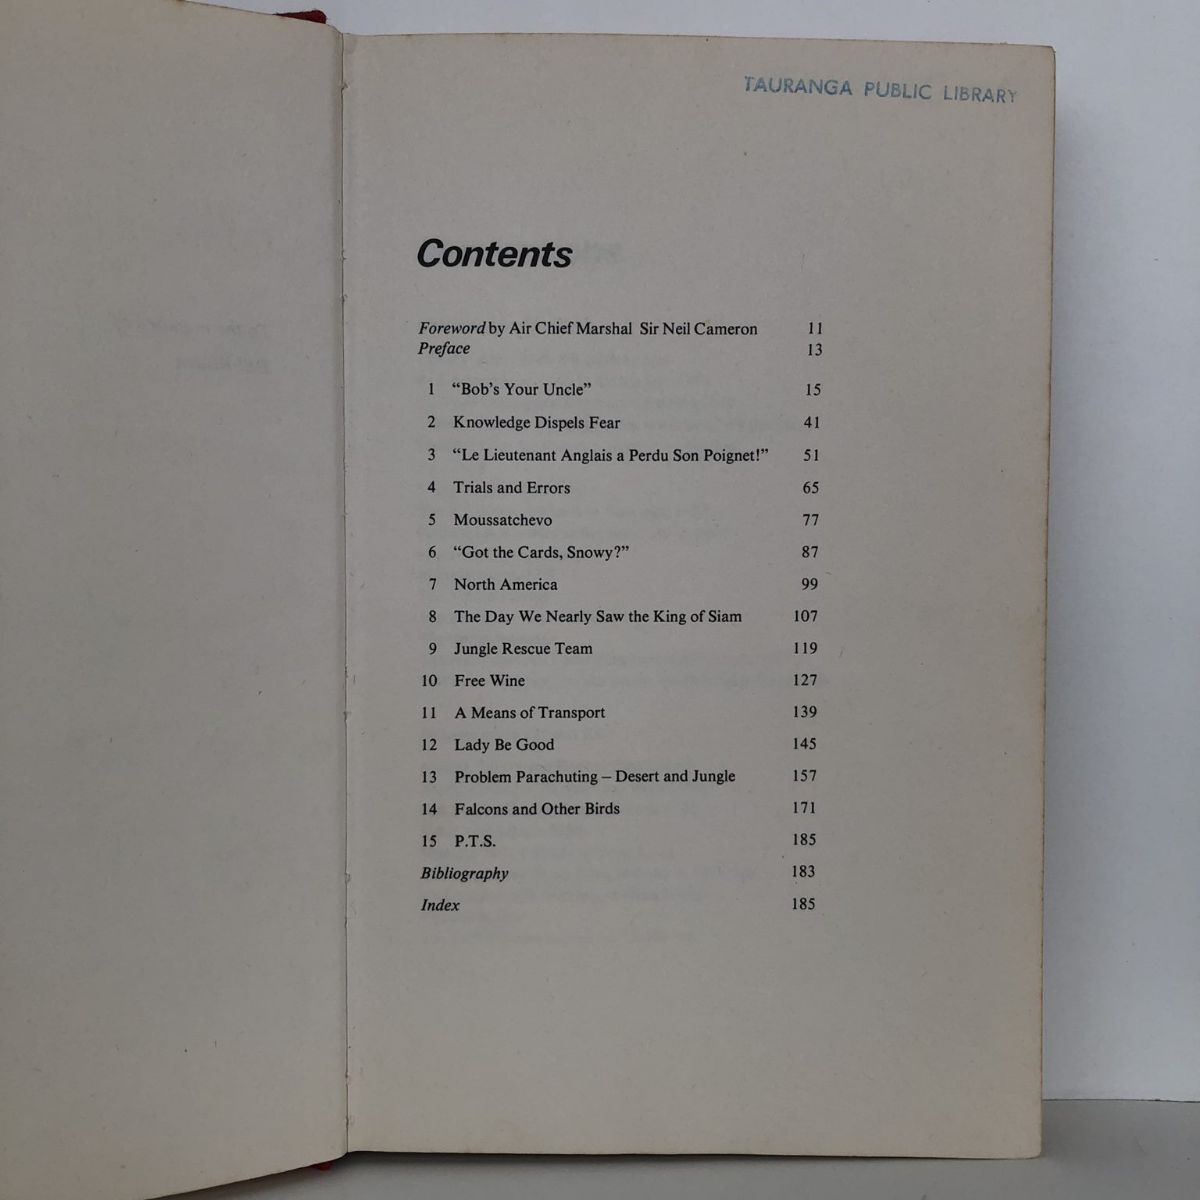 TAURANGA PUBLIC LIBRARY
Contents
Foreword by Air Chief Marshal Sir Neil Cameron 11
Preface 13
1 “Bob’s Your Uncle” 15
2 Knowledge Dispels Fear 41
3 “Le Lieutenant Anglais a Perdu Son Poignet!” 51
4 Trials and Errors 65
5 Moussatchevo 77
6 “Got the Cards, Snowy?” 87
7 North America 99
8 The Day We Nearly Saw the King of Siam 107
9 Jungle Rescue Team 119
10 Free Wine 127
11 A Means of Transport 139
12 Lady Be Good 145
13 Problem Parachuting – Desert and Jungle 157
14 Falcons and Other Birds 171
15 P.T.S. 185
Bibliography 183
Index 185